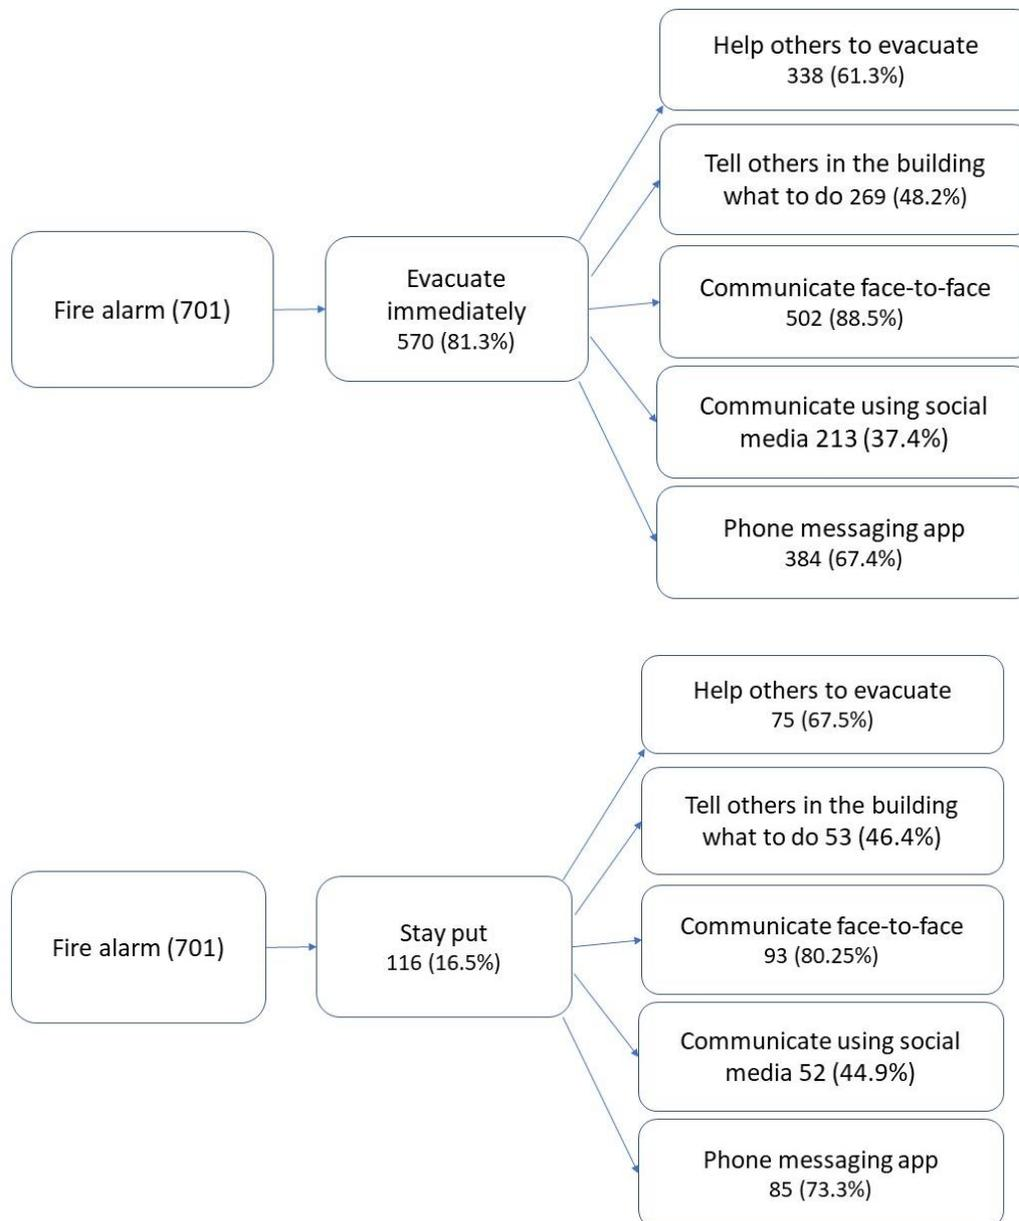 Help others to evacuate
338 (61.3%)
Tell others in the building
what to do 269 (48.2%)
Fire alarm (701)
Evacuate
immediately
570 (81.3%)
Communicate face-to-face
502 (88.5%)
Communicate using social
media 213 (37.4%)
Phone messaging app
384 (67.4%)
Help others to evacuate
75 (67.5%)
Tell others in the building
what to do 53 (46.4%)
Fire alarm (701)
Stay put
116 (16.5%)
Communicate face-to-face
93 (80.25%)
Communicate using social
media 52 (44.9%)
Phone messaging app
85 (73.3%)